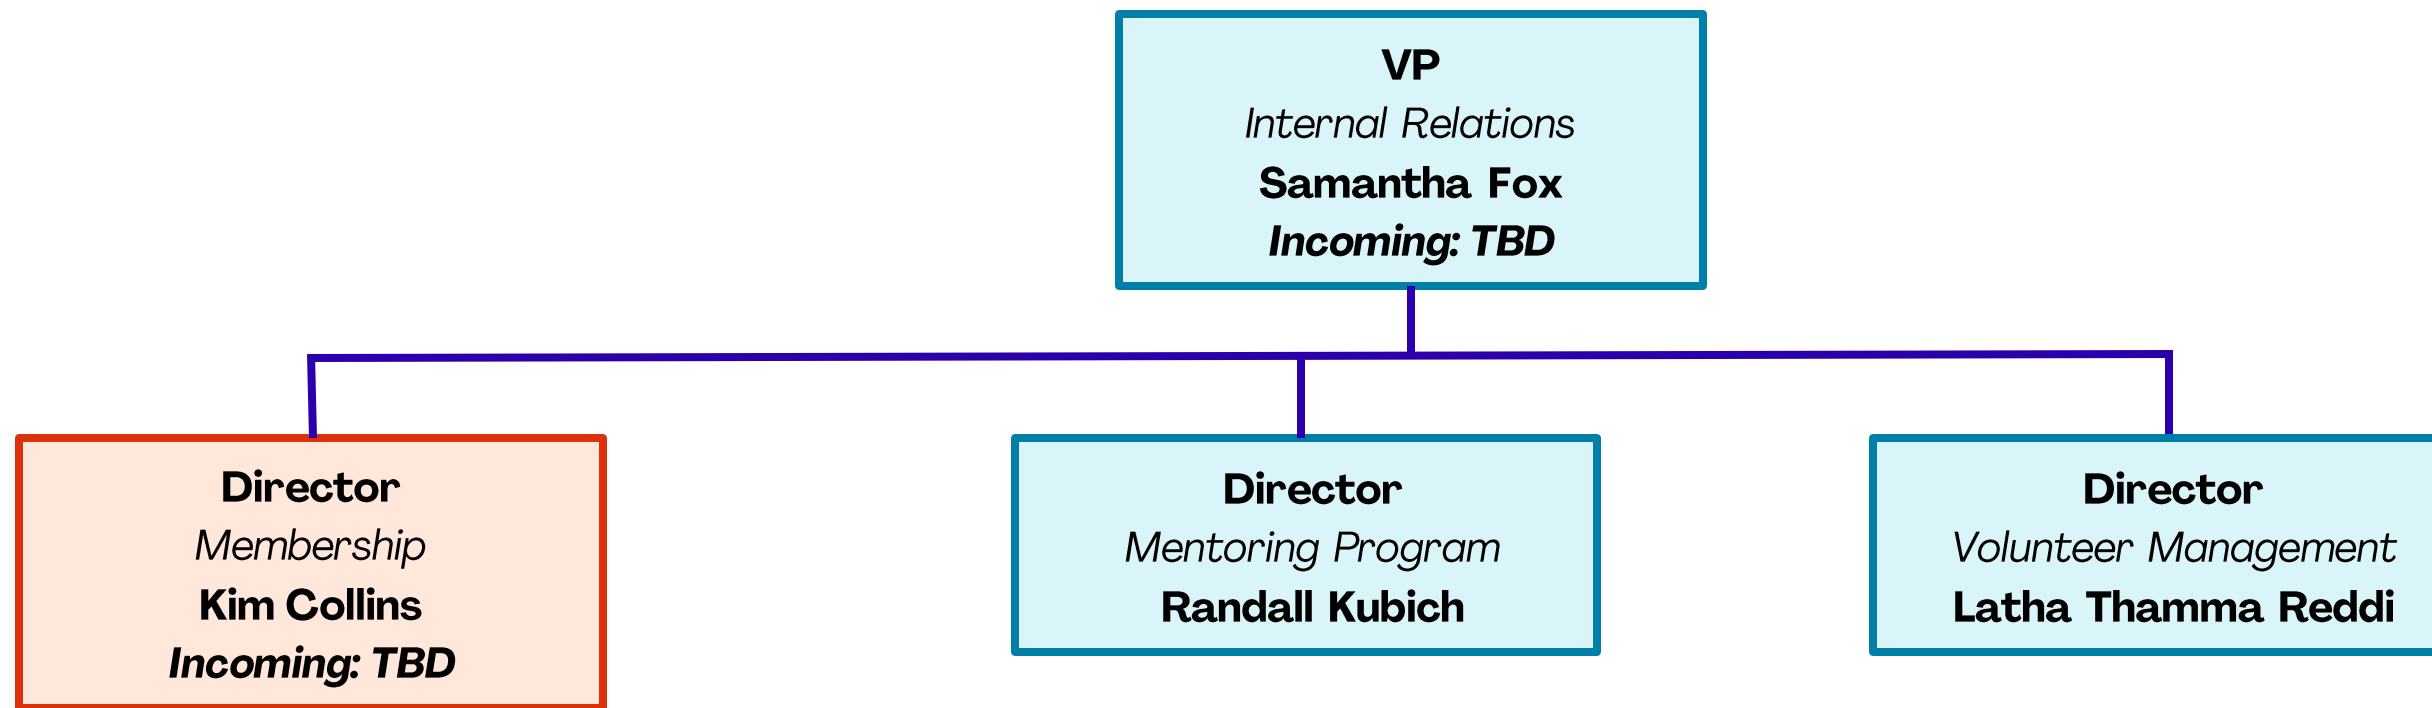 VP
Internal Relations
Samantha Fox
Incoming: TBD
Director
Membership
Kim Collins
Incoming: TBD
Director
Mentoring Program
Randall Kubich
Director
Volunteer Management
Latha Thamma Reddi